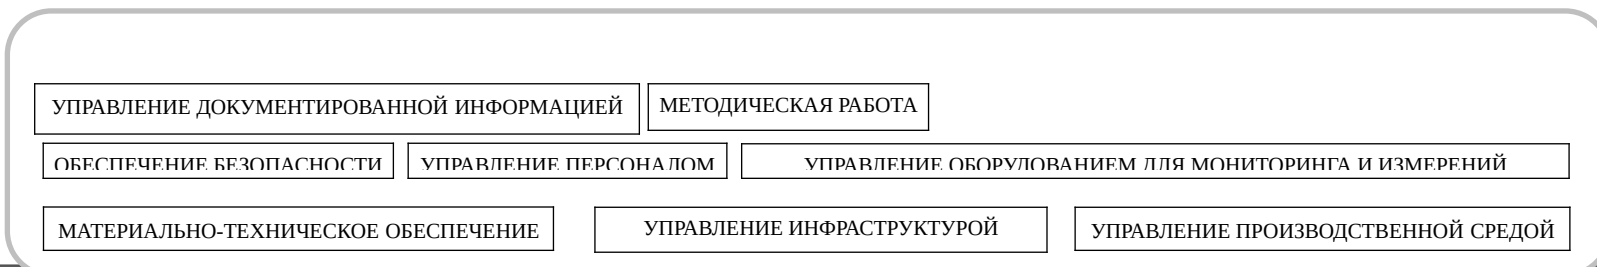 УПРАВЛЕНИЕ ДОКУМЕНТИРОВАННОЙ ИНФОРМАЦИЕЙ
МЕТОДИЧЕСКАЯ РАБОТА
ОБЕСПЕЧЕНИЕ БЕЗОПАСНОСТИ
УПРАВЛЕНИЕ ПЕРСОНАЛОМ
УПРАВЛЕНИЕ ОБОРУДОВАНИЕМ ДЛЯ МОНИТОРИНГА И ИЗМЕРЕНИЙ
МАТЕРИАЛЬНО-ТЕХНИЧЕСКОЕ ОБЕСПЕЧЕНИЕ
УПРАВЛЕНИЕ ИНФРАСТРУКТУРОЙ
УПРАВЛЕНИЕ ПРОИЗВОДСТВЕННОЙ СРЕДОЙ